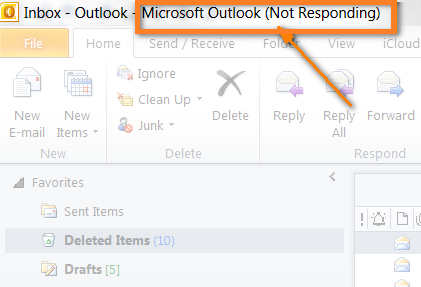 Inbox - Outlook - Microsoft Outlook (Not Responding)
File Home Send / Receive Folder View iCloud
New E-mail
New Items
Ignore
Clean Up
Junk
Delete
Reply
Reply All
Forward
New Delete Respond
Favorites
Sent Items
Deleted Items (10)
Drafts [5]